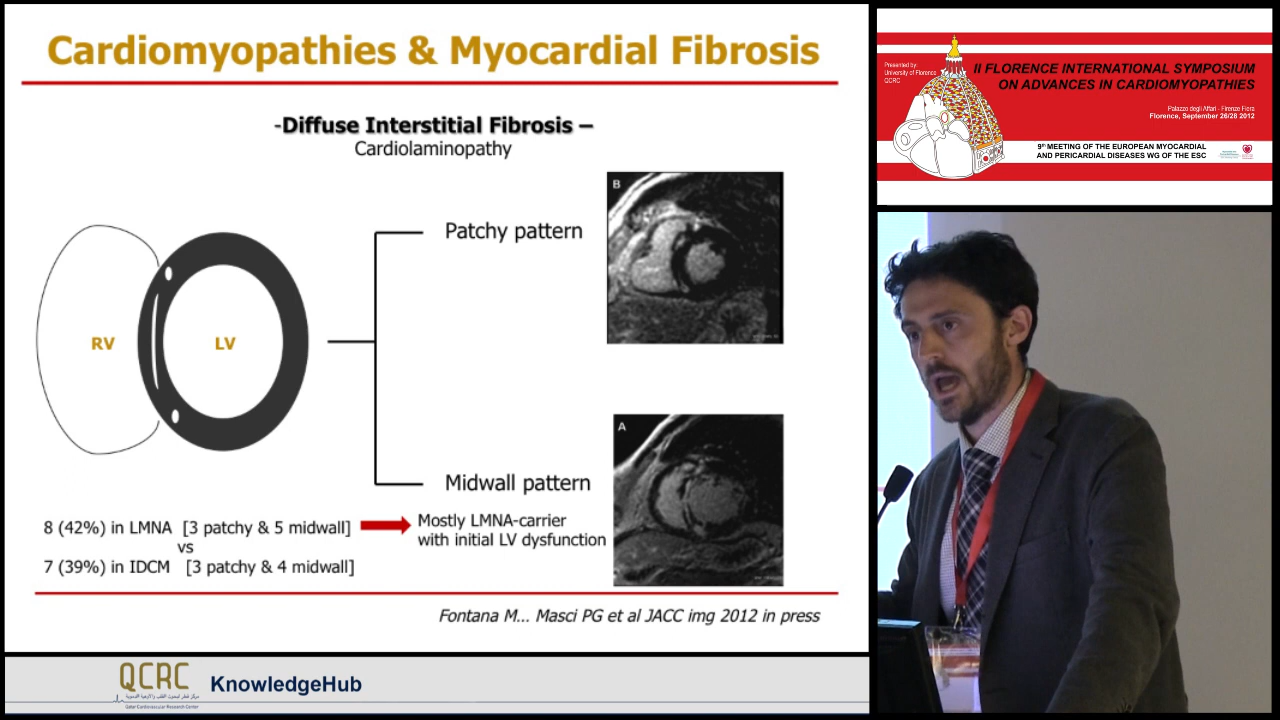 Cardiomyopathies & Myocardial Fibrosis
-Diffuse Interstitial Fibrosis –
Cardiolaminopathy
B
Patchy pattern
RV
LV
A
Midwall pattern
8 (42%) in LMNA [3 patchy & 5 midwall]
vs
7 (39%) in IDCM [3 patchy & 4 midwall]
Mostly LMNA-carrier
with initial LV dysfunction
Fontana M... Masci PG et al JACC img 2012 in press
QCRC
Qatar Cardiovascular Research Center
KnowledgeHub
Presented by:
University of Florence
QCRC
II FLORENCE INTERNATIONAL SYMPOSIUM
ON ADVANCES IN CARDIOMYOPATHIES
Palazzo degli Affari - Firenze Fiera
Florence, September 26/28 2012
9th MEETING OF THE EUROPEAN MYOCARDIAL
AND PERICARDIAL DISEASES WG OF THE ESC